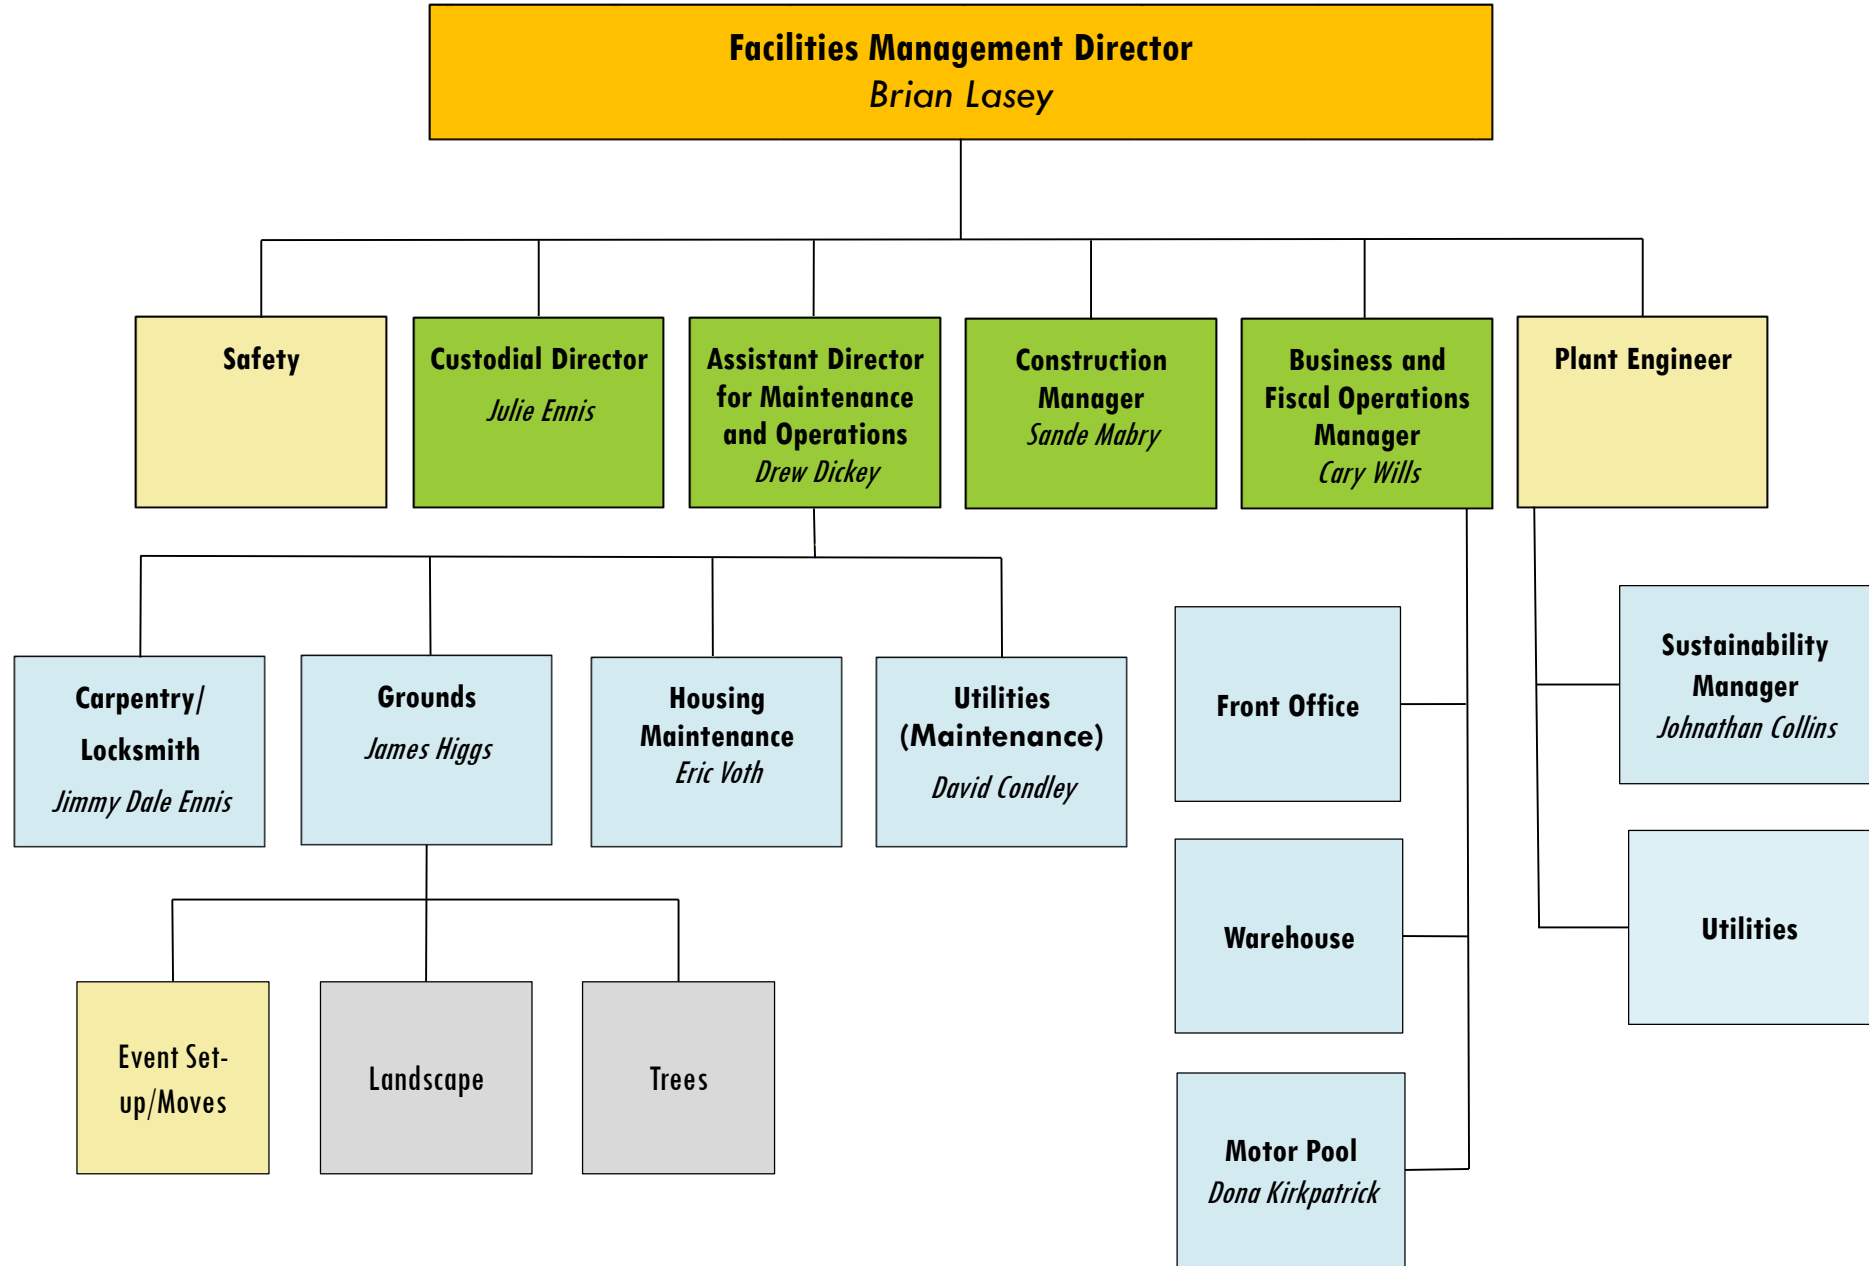 Facilities Management Director
Brian Lasey
Safety
Custodial Director
Julie Ennis
Assistant Director
for Maintenance
and Operations
Drew Dickey
Construction
Manager
Sande Mabry
Business and
Fiscal Operations
Manager
Cary Wills
Plant Engineer
Carpentry/
Locksmith
Jimmy Dale Ennis
Grounds
James Higgs
Housing
Maintenance
Eric Voth
Utilities
(Maintenance)
David Condley
Front Office
Sustainability
Manager
Johnathan Collins
Warehouse
Utilities
Event Set-
up/Moves
Landscape
Trees
Motor Pool
Dona Kirkpatrick